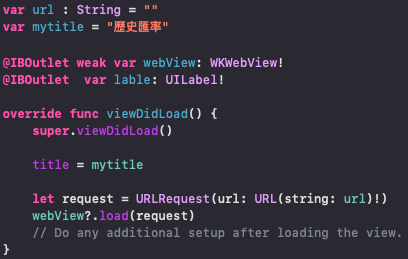 var url : String = ""
var mytitle = "歷史匯率"
@IBOutlet weak var webView: WKWebView!
@IBOutlet  var lable: UILabel!
override func viewDidLoad() {
super.viewDidLoad()
title = mytitle
let request = URLRequest(url: URL(string: url)!)
webView?.load(request)
// Do any additional setup after loading the view.
}